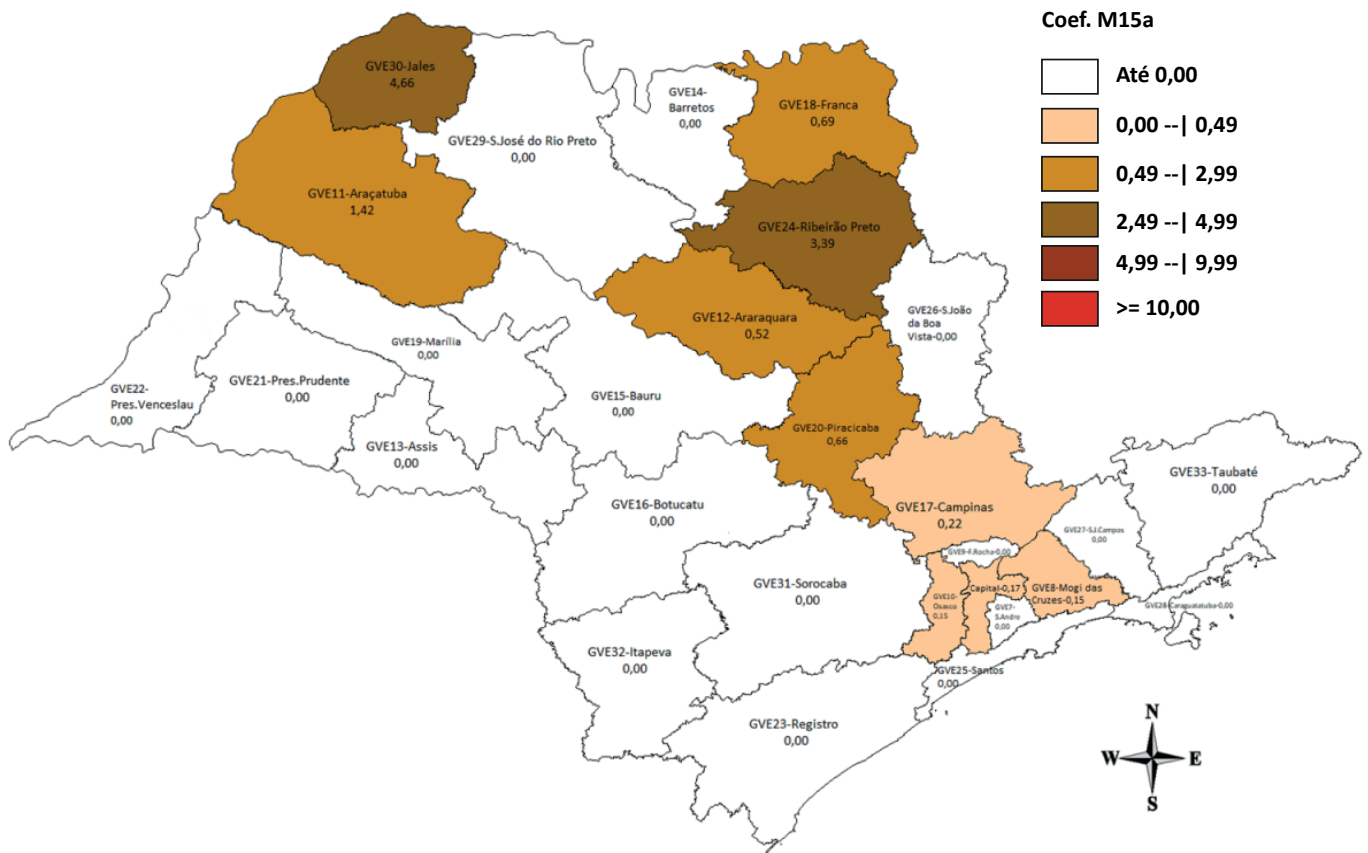 Coef. M15a
Até 0,00
0,00 --| 0,49
0,49 --| 2,99
2,49 --| 4,99
4,99 --| 9,99
>= 10,00
GVE30-Jales
4,66
GVE14-
Barretos
0,00
GVE18-Franca
0,69
GVE29-S.José do Rio Preto
0,00
GVE11-Araçatuba
1,42
GVE24-Ribeirão Preto
3,39
GVE12-Araraquara
0,52
GVE26-S.João
da Boa
Vista-0,00
GVE19-Marília
0,00
GVE21-Pres.Prudente
0,00
GVE22-
Pres.Venceslau
0,00
GVE15-Bauru
0,00
GVE13-Assis
0,00
GVE20-Piracicaba
0,66
GVE33-Taubaté
0,00
GVE16-Botucatu
0,00
GVE17-Campinas
0,22
GVE27-SJ.Campos
0,00
GVE9-F.Rocha-0,00
GVE31-Sorocaba
0,00
GVE10-
Osasco
0,15
Capital-0,17
GVE8-Mogi das
Cruzes-0,15
GVE7-
S.Andre
0,00
GVE28-Caraguatatuba-0,00
GVE32-Itapeva
0,00
GVE25-Santos
0,00
GVE23-Registro
0,00
N
W E
S